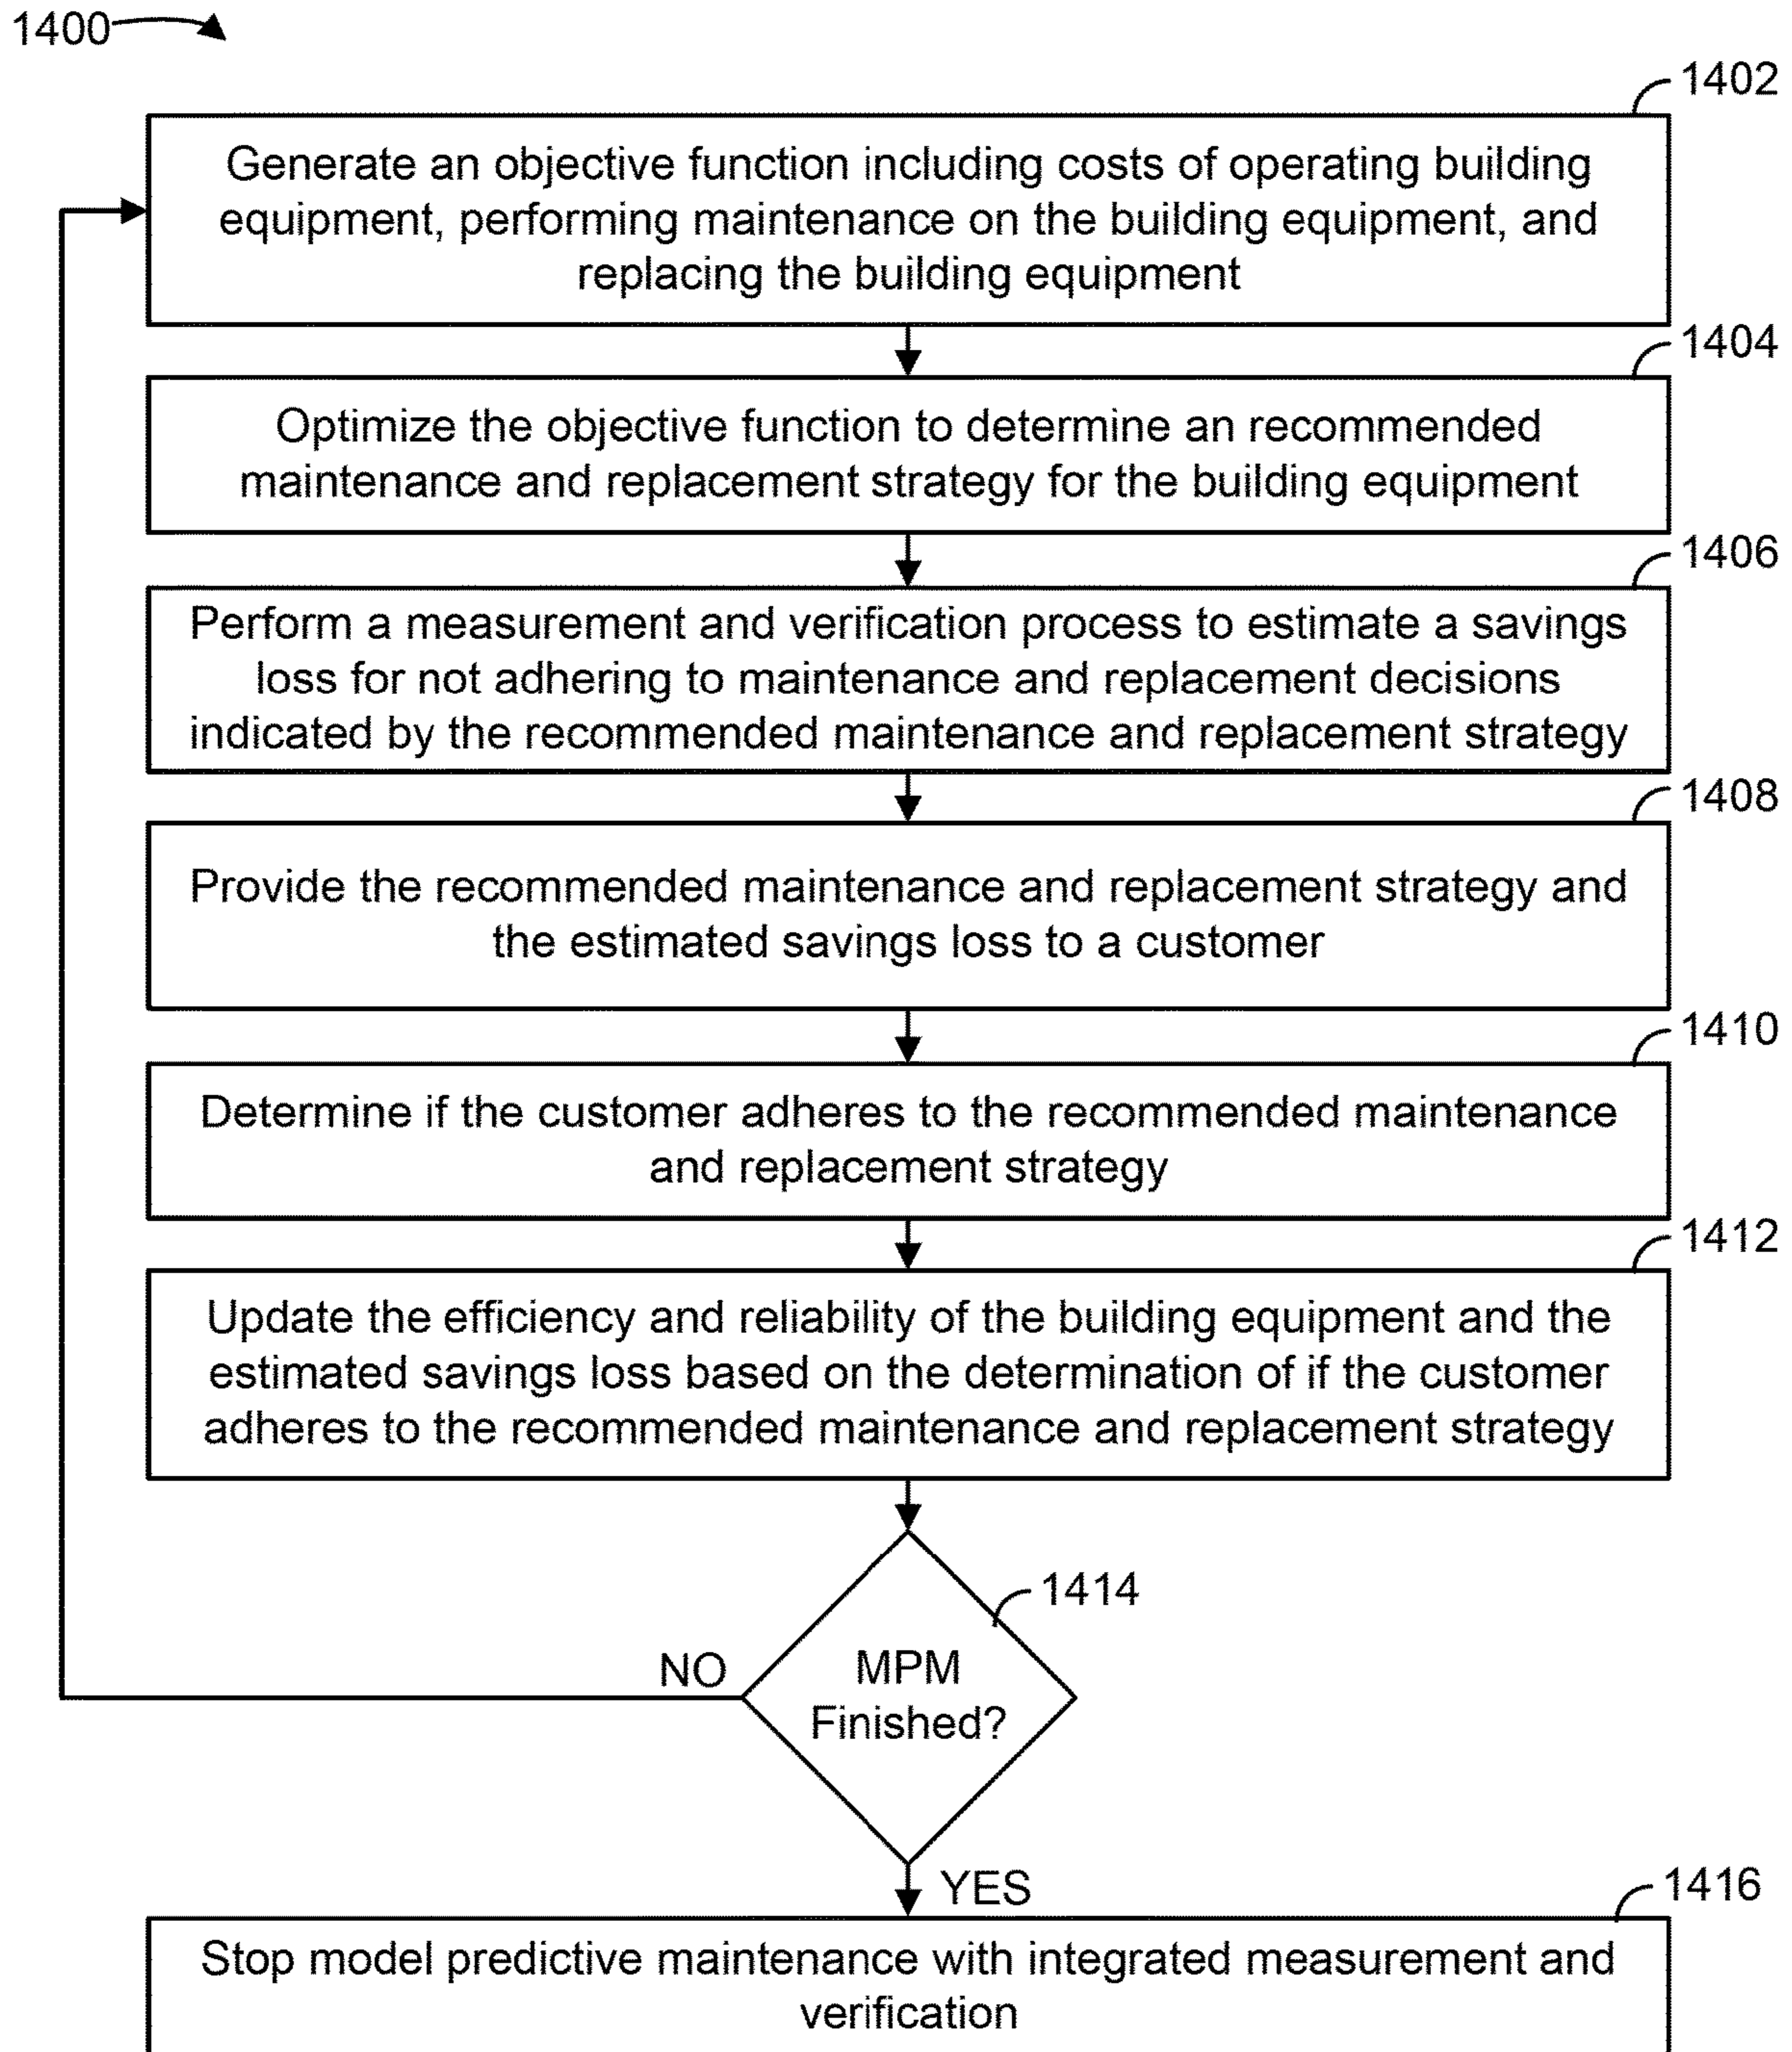 1400
1402
Generate an objective function including costs of operating building
equipment, performing maintenance on the building equipment, and
replacing the building equipment
1404
Optimize the objective function to determine an recommended
maintenance and replacement strategy for the building equipment
1406
Perform a measurement and verification process to estimate a savings
loss for not adhering to maintenance and replacement decisions
indicated by the recommended maintenance and replacement strategy
1408
Provide the recommended maintenance and replacement strategy and
the estimated savings loss to a customer
1410
Determine if the customer adheres to the recommended maintenance
and replacement strategy
1412
Update the efficiency and reliability of the building equipment and the
estimated savings loss based on the determination of if the customer
adheres to the recommended maintenance and replacement strategy
1414
NO
MPM
Finished?
YES
1416
Stop model predictive maintenance with integrated measurement and
verification